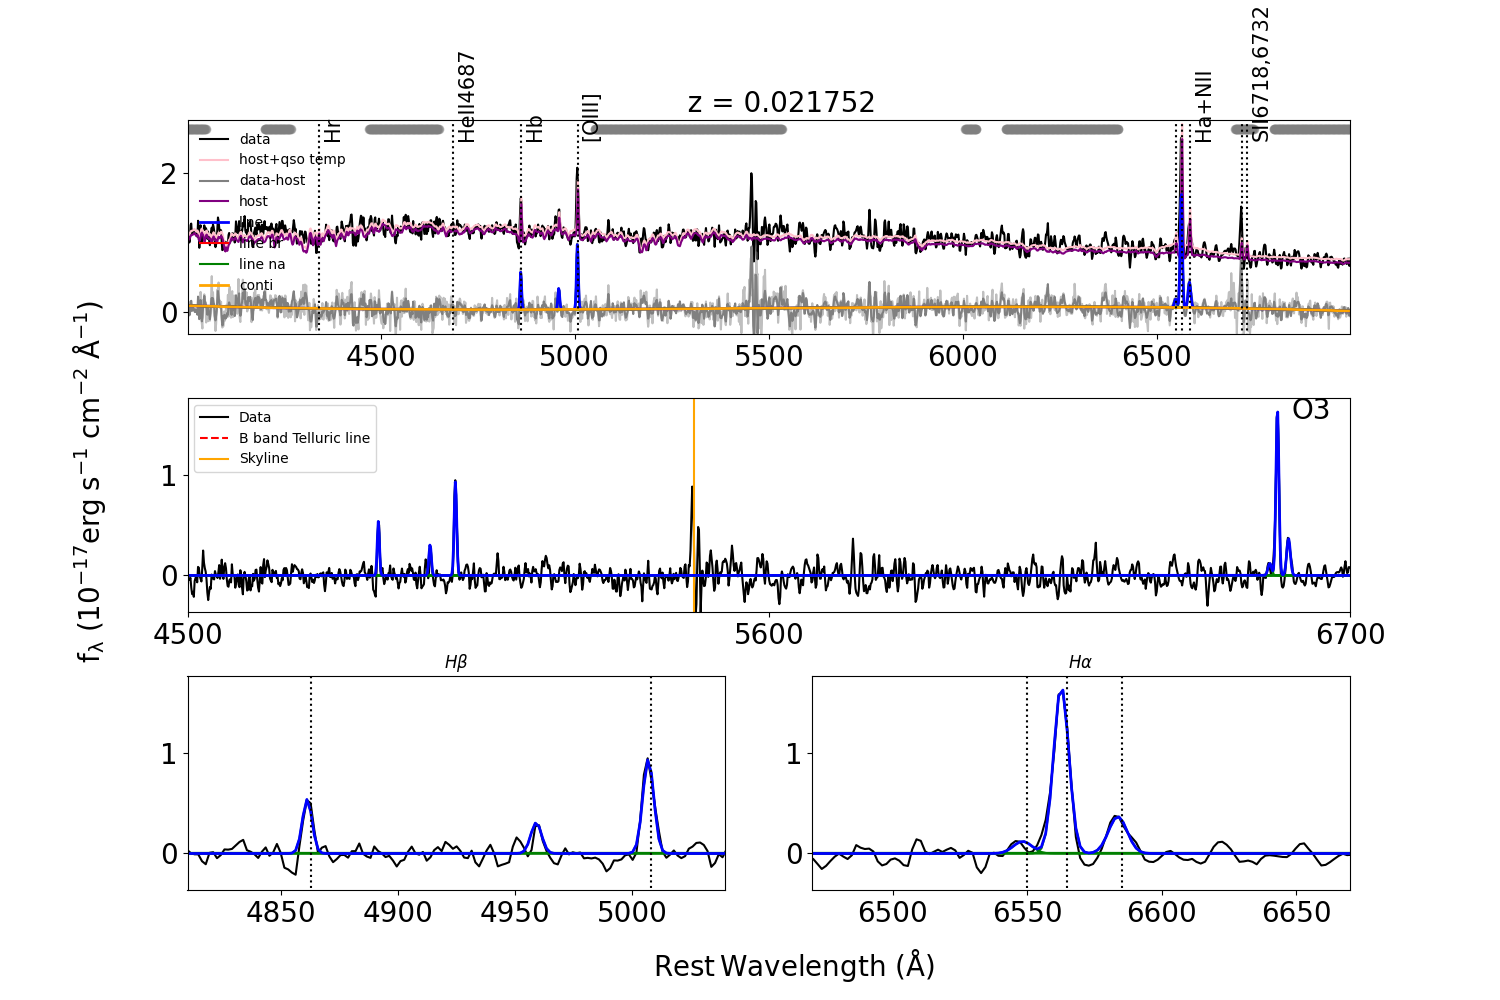 z = 0.021752
Hr
HeII4687
Hb
[OIII]
Ha+NII
SII6718,6732
data
host+qso temp
data-host
host
line
line br
line na
conti
2
0
4500 5000 5500 6000 6500
Data
B band Telluric line
Skyline
O3
1
0
4500 5600 6700
fλ (10⁻¹⁷erg s⁻¹ cm⁻² Å⁻¹)
Hβ
1
0
4850 4900 4950 5000
Hα
1
0
6500 6550 6600 6650
Rest Wavelength (Å)